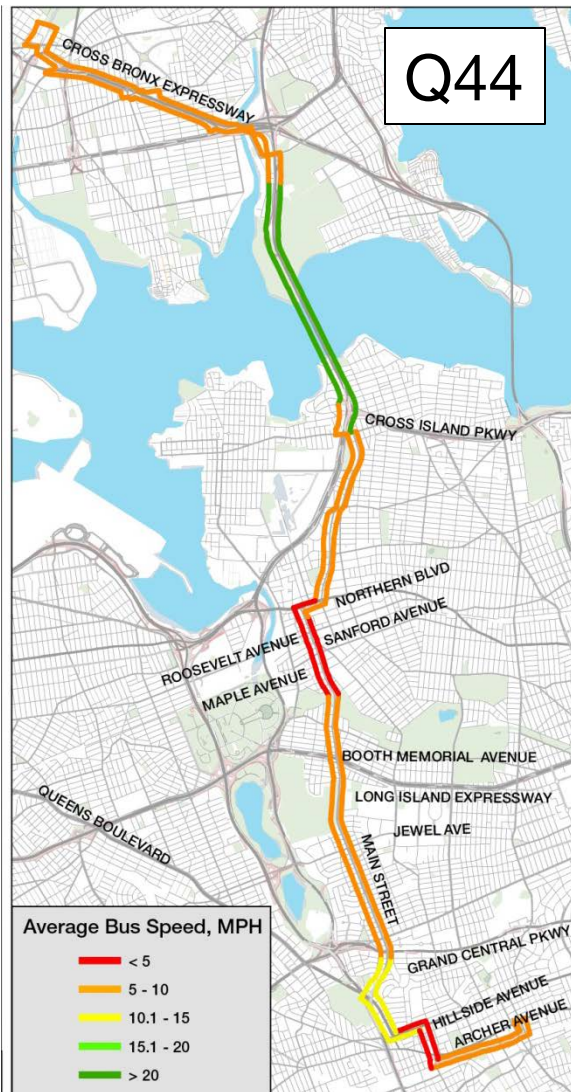 Q44
CROSS BRONX EXPRESSWAY
CROSS ISLAND PKWY
NORTHERN BLVD
SANFORD AVENUE
ROOSEVELT AVENUE
MAPLE AVENUE
BOOTH MEMORIAL AVENUE
LONG ISLAND EXPRESSWAY
QUEENS BOULEVARD
JEWEL AVE
MAIN STREET
GRAND CENTRAL PKWY
HILLSIDE AVENUE
ARCHER AVENUE
Average Bus Speed, MPH
< 5
5 - 10
10.1 - 15
15.1 - 20
> 20